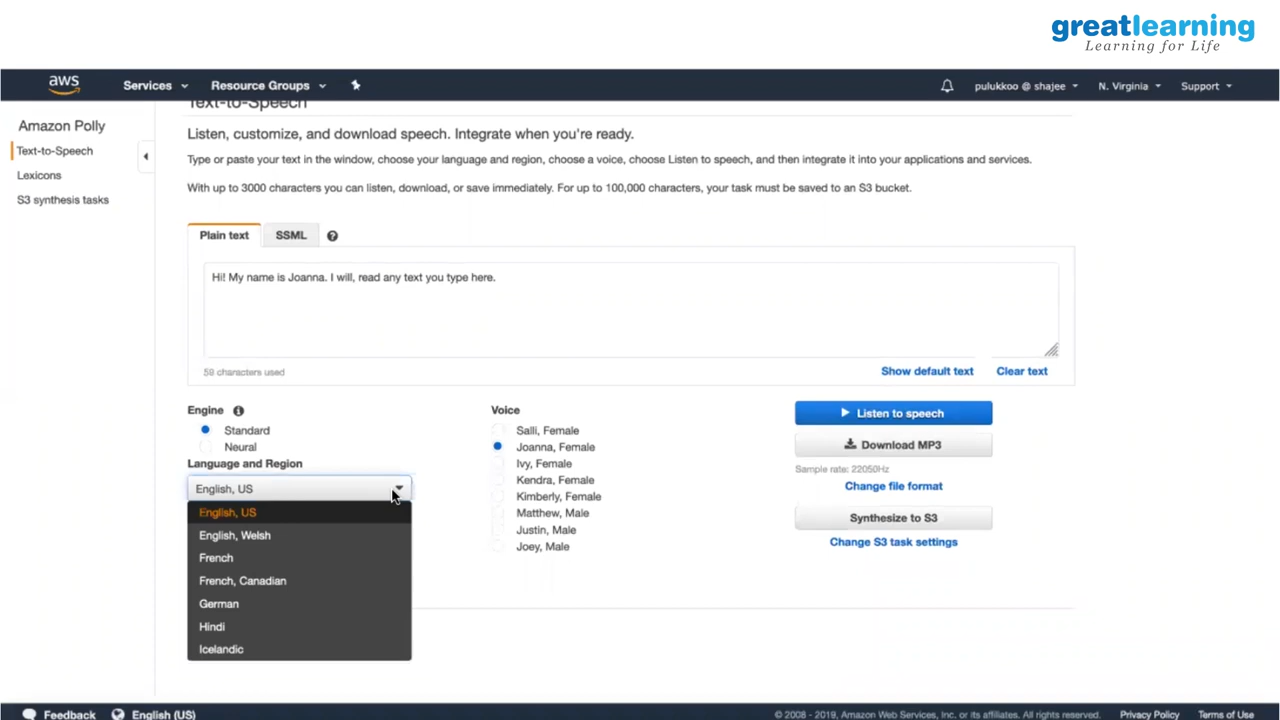 greatlearning
Learning for Life
aws
Services
Resource Groups
pulukkoo @ shajee
N. Virginia
Support
Amazon Polly
Text-to-Speech
Lexicons
S3 synthesis tasks
Text-to-Speech
Listen, customize, and download speech. Integrate when you're ready.
Type or paste your text in the window, choose your language and region, choose a voice, choose Listen to speech, and then integrate it into your applications and services.
With up to 3000 characters you can listen, download, or save immediately. For up to 100,000 characters, your task must be saved to an S3 bucket.
Plain text
SSML
Hi! My name is Joanna. I will, read any text you type here.
59 characters used
Show default text
Clear text
Engine
Standard
Neural
Language and Region
English, US
English, US
English, Welsh
French
French, Canadian
German
Hindi
Icelandic
Voice
Salli, Female
Joanna, Female
Ivy, Female
Kendra, Female
Kimberly, Female
Matthew, Male
Justin, Male
Joey, Male
Listen to speech
Download MP3
Sample rate: 22050Hz
Change file format
Synthesize to S3
Change S3 task settings
Feedback
English (US)
© 2008 - 2019, Amazon Web Services, Inc. or its affiliates. All rights reserved.
Privacy Policy
Terms of Use